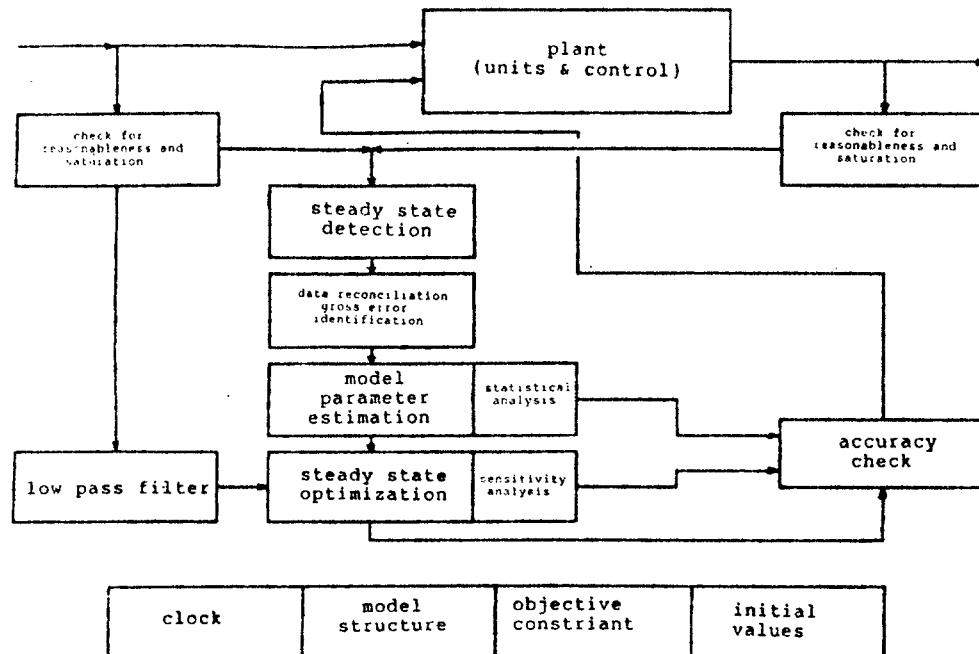 plant
(units & control)
check for
reasonableness and
saturation
check for
reasonableness and
saturation
steady state
detection
data reconciliation
gross error
identification
model
parameter
estimation
statistical
analysis
accuracy
check
low pass filter
steady state
optimization
sensitivity
analysis
clock
model
structure
objective
constriant
initial
values